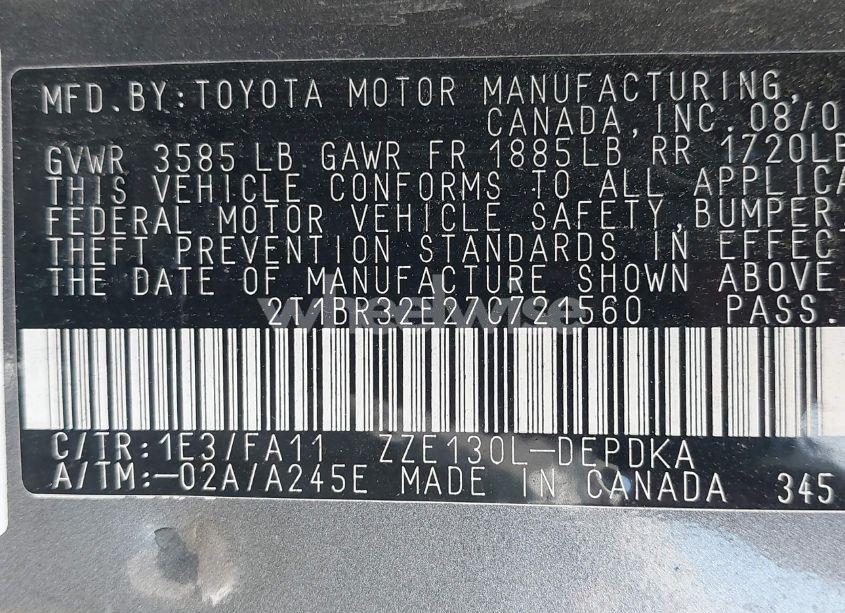 MFD.BY:TOYOTA MOTOR MANUFACTURING,
CANADA, INC. 08/0
GVWR 3585 LB GAWR FR 1885LB RR 1720LB
THIS VEHICLE CONFORMS TO ALL APPLICA
FEDERAL MOTOR VEHICLE SAFETY, BUMPER
THEFT PREVENTION STANDARDS IN EFFECT
THE DATE OF MANUFACTURE SHOWN ABOVE
2T1BR32E27C721560 PASS.
wheelwise
C/TR:1E3/FA11 ZZE130L-DEPDKA
A/TM:-02A/A245E MADE IN CANADA 345